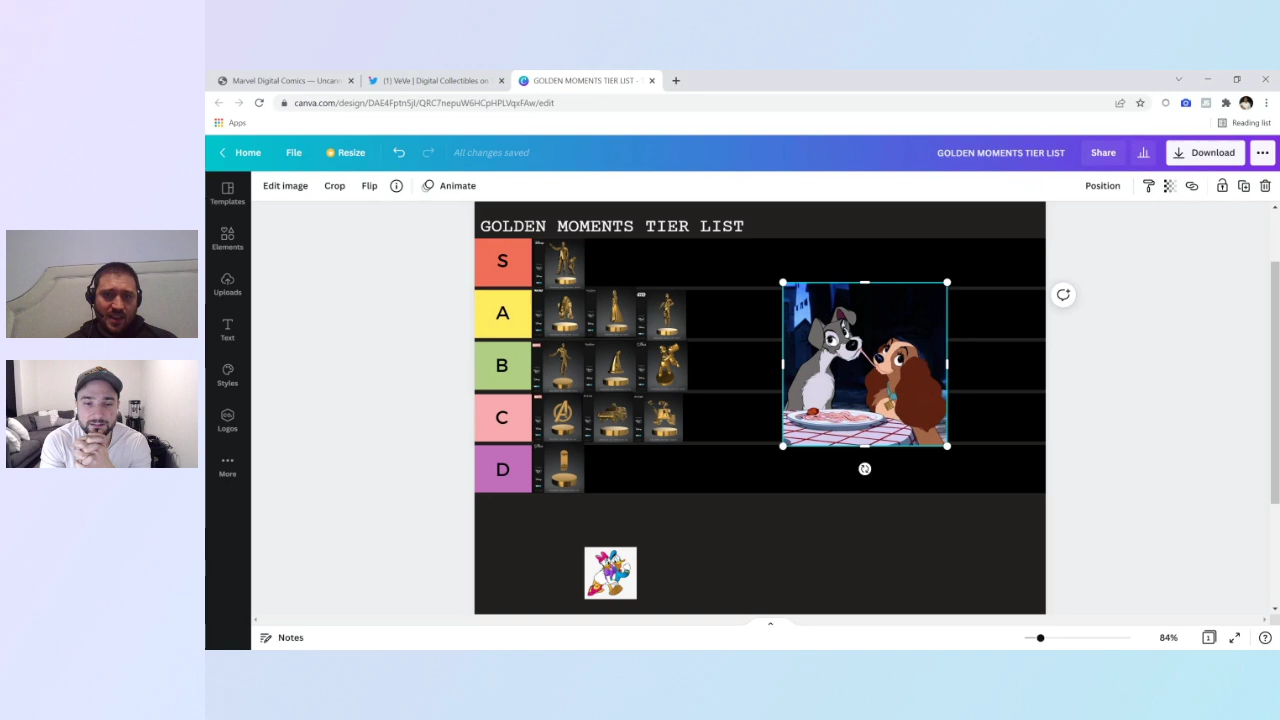 Marvel Digital Comics — Uncan
(1) VeVe | Digital Collectibles on
GOLDEN MOMENTS TIER LIST -
canva.com/design/DAE4Fptn5jI/QRC7nepuW6HCpHPLVqxFAw/edit
Apps
Reading list
Home
File
Resize
All changes saved
GOLDEN MOMENTS TIER LIST
Share
Download
Edit image
Crop
Flip
Animate
Position
Templates
Elements
Uploads
Text
Styles
Logos
More
GOLDEN MOMENTS TIER LIST
S
A
B
C
D
Notes
84%
1